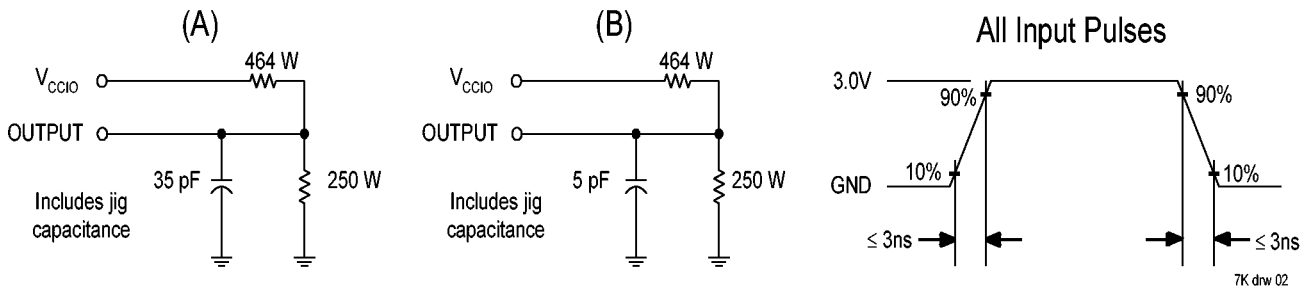 (A)
464 W
VCCIO
OUTPUT
35 pF
250 W
Includes jig
capacitance
(B)
464 W
VCCIO
OUTPUT
5 pF
250 W
Includes jig
capacitance
All Input Pulses
3.0V
90%
90%
10%
10%
GND
≤ 3ns
≤ 3ns
7K drw 02